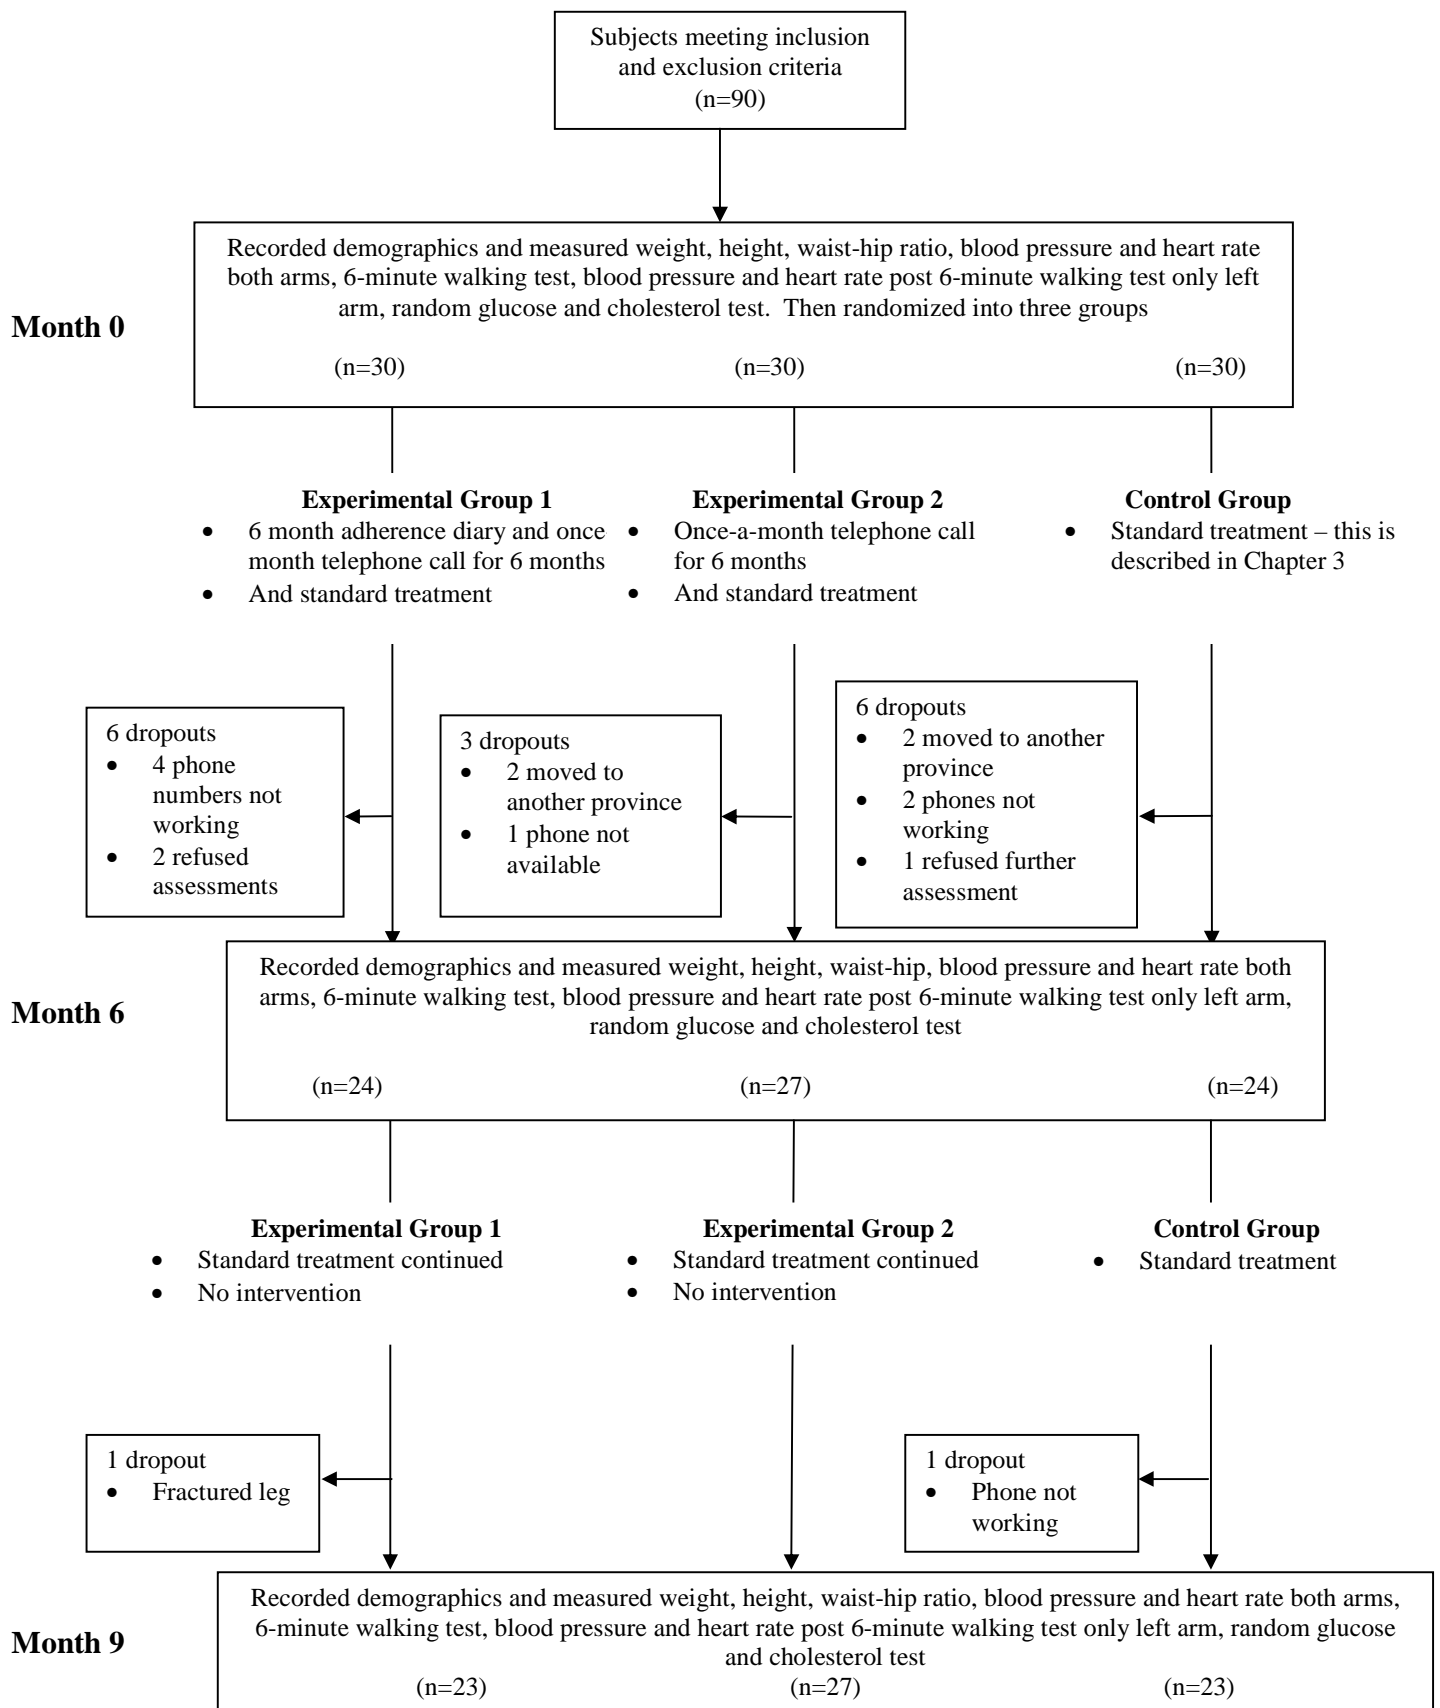 Subjects meeting inclusion
and exclusion criteria
(n=90)
Month 0
Recorded demographics and measured weight, height, waist-hip ratio, blood pressure and heart rate
both arms, 6-minute walking test, blood pressure and heart rate post 6-minute walking test only left
arm, random glucose and cholesterol test.  Then randomized into three groups
(n=30) (n=30) (n=30)
Experimental Group 1
• 6 month adherence diary and once
month telephone call for 6 months
• And standard treatment
Experimental Group 2
• Once-a-month telephone call
for 6 months
• And standard treatment
Control Group
• Standard treatment – this is
described in Chapter 3
6 dropouts
• 4 phone
numbers not
working
• 2 refused
assessments
3 dropouts
• 2 moved to
another province
• 1 phone not
available
6 dropouts
• 2 moved to another
province
• 2 phones not
working
• 1 refused further
assessment
Month 6
Recorded demographics and measured weight, height, waist-hip, blood pressure and heart rate both
arms, 6-minute walking test, blood pressure and heart rate post 6-minute walking test only left arm,
random glucose and cholesterol test
(n=24) (n=27) (n=24)
Experimental Group 1
• Standard treatment continued
• No intervention
Experimental Group 2
• Standard treatment continued
• No intervention
Control Group
• Standard treatment
1 dropout
• Fractured leg
1 dropout
• Phone not
working
Month 9
Recorded demographics and measured weight, height, waist-hip ratio, blood pressure and heart rate both arms,
6-minute walking test, blood pressure and heart rate post 6-minute walking test only left arm, random glucose
and cholesterol test
(n=23) (n=27) (n=23)